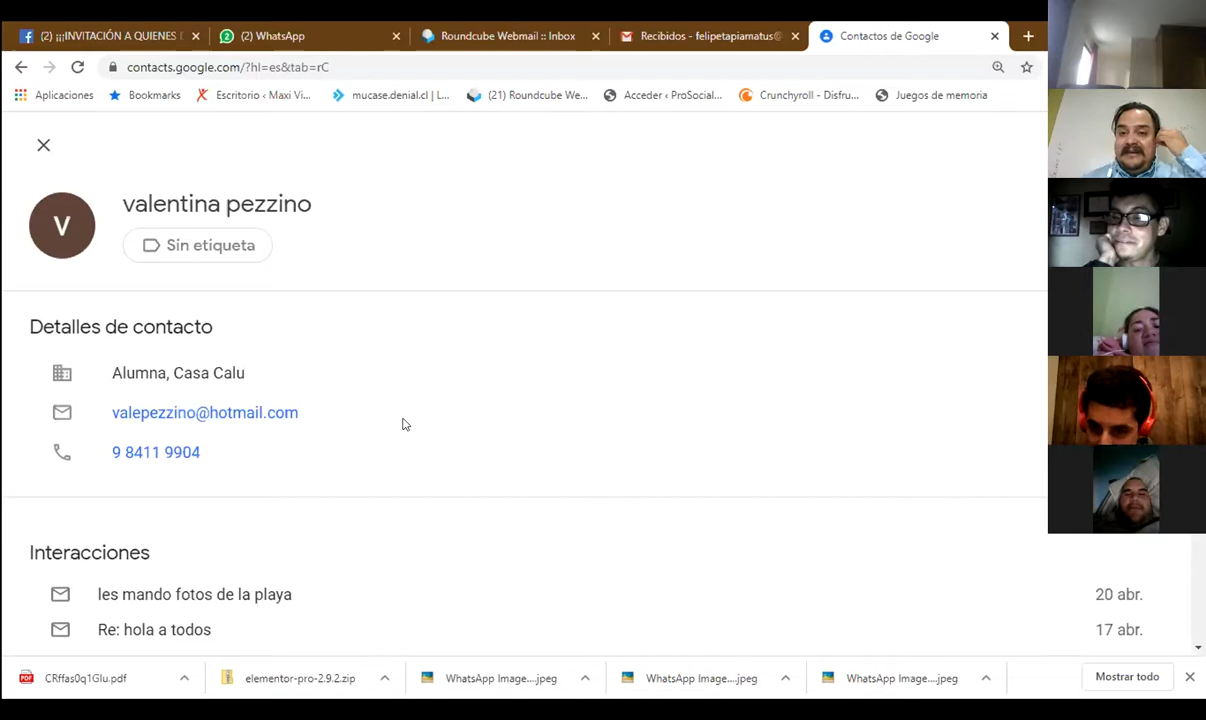 (2) ¡¡¡INVITACIÓN A QUIENES
(2) WhatsApp
Roundcube Webmail :: Inbox
Recibidos - felipetapiamatus@
Contactos de Google
contacts.google.com/?hl=es&tab=rC
Aplicaciones
Bookmarks
Escritorio ‹ Maxi Vi...
mucase.denial.cl | L...
(21) Roundcube We...
Acceder ‹ ProSocial...
Crunchyroll - Disfru...
Juegos de memoria
V
valentina pezzino
Sin etiqueta
Detalles de contacto
Alumna, Casa Calu
valepezzino@hotmail.com
9 8411 9904
Interacciones
les mando fotos de la playa
20 abr.
Re: hola a todos
17 abr.
CRffas0q1Glu.pdf
elementor-pro-2.9.2.zip
WhatsApp Image....jpeg
WhatsApp Image....jpeg
WhatsApp Image....jpeg
Mostrar todo